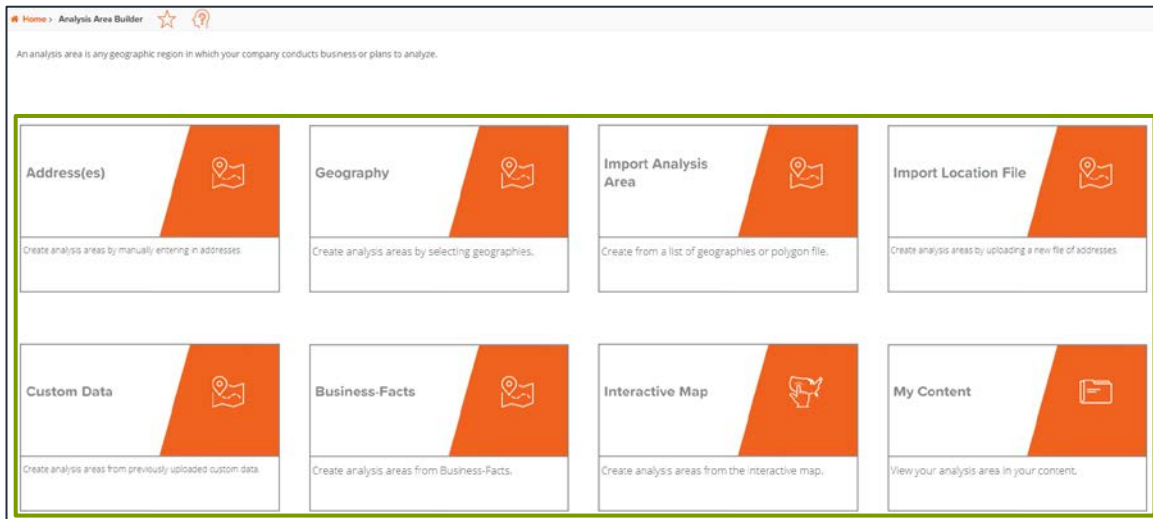 Home > Analysis Area Builder
An analysis area is any geographic region in which your company conducts business or plans to analyze.
Address(es)
Create analysis areas by manually entering in addresses.
Geography
Create analysis areas by selecting geographies.
Import Analysis
Area
Create from a list of geographies or polygon file.
Import Location File
Create analysis areas by uploading a new file of addresses.
Custom Data
Create analysis areas from previously uploaded custom data.
Business-Facts
Create analysis areas from Business-Facts.
Interactive Map
Create analysis areas from the interactive map.
My Content
View your analysis area in your content.